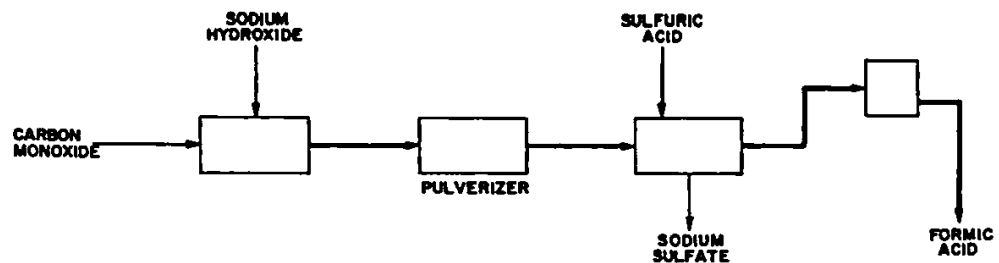 SODIUM
HYDROXIDE
SULFURIC
ACID
CARBON
MONOXIDE
PULVERIZER
SODIUM
SULFATE
FORMIC
ACID